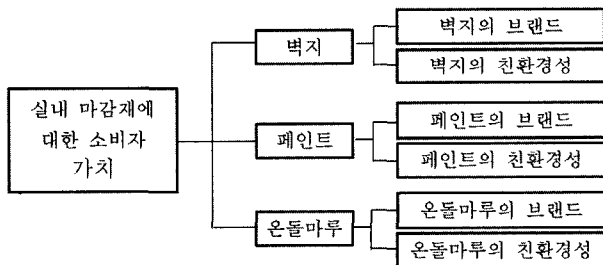 실내 마감재에
대한 소비자
가치
벽지
벽지의 브랜드
벽지의 친환경성
페인트
페인트의 브랜드
페인트의 친환경성
온돌마루
온돌마루의 브랜드
온돌마루의 친환경성